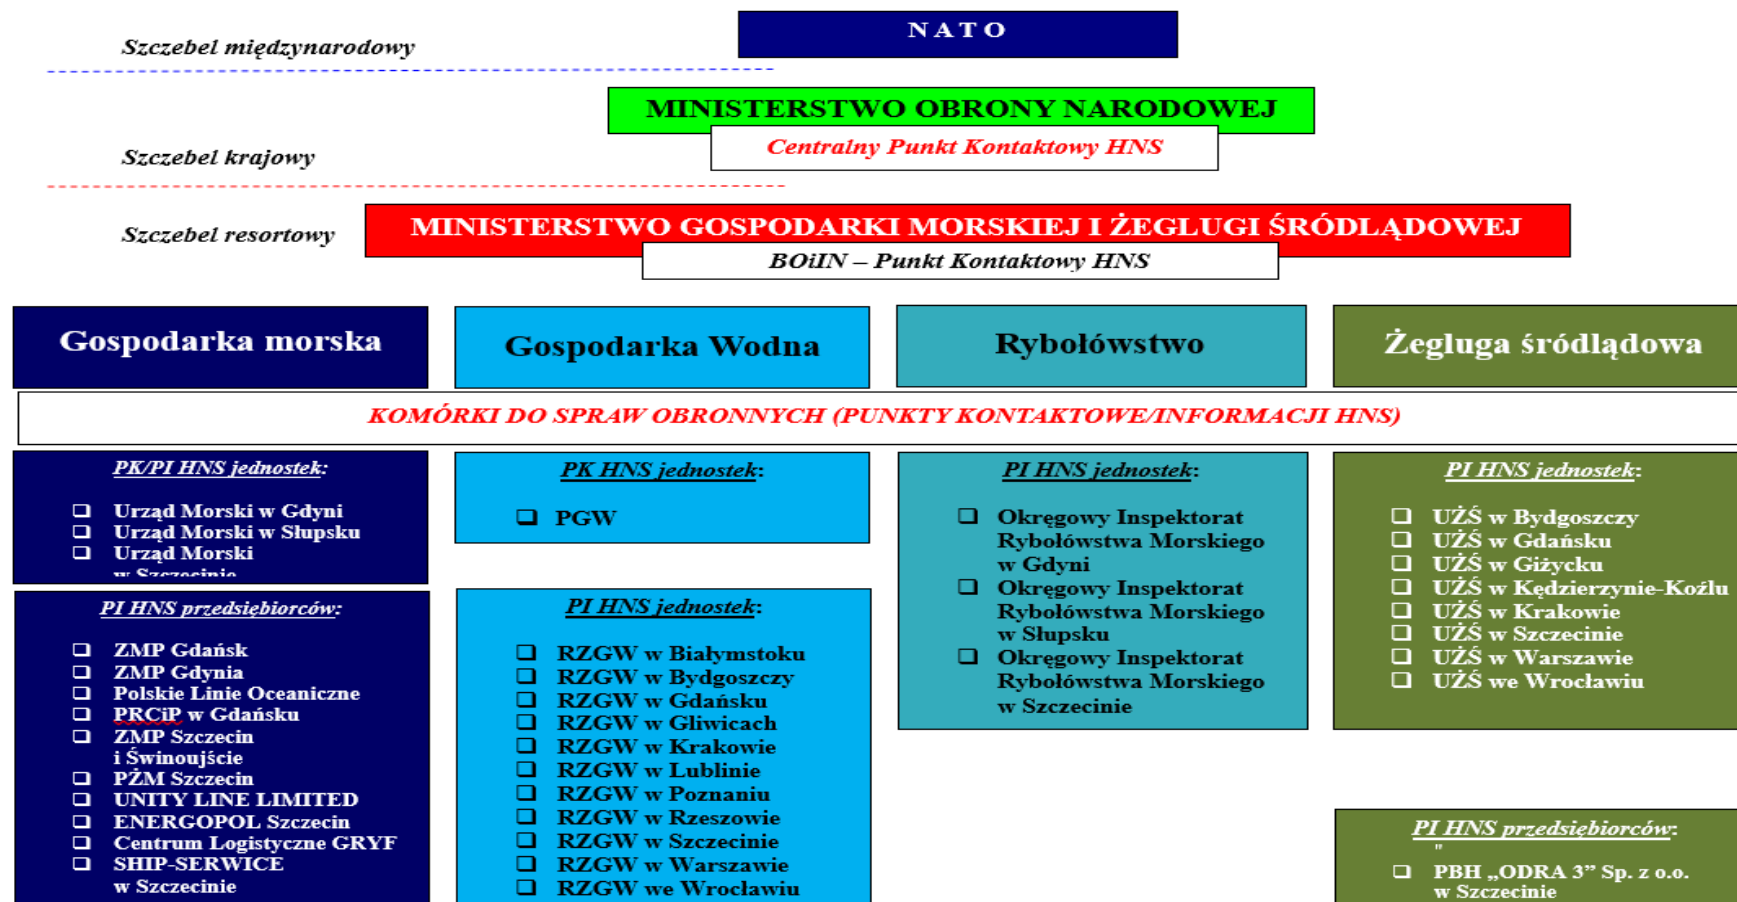 N A T O
Szczebel międzynarodowy
MINISTERSTWO OBRONY NARODOWEJ
Centralny Punkt Kontaktowy HNS
Szczebel krajowy
Szczebel resortowy
MINISTERSTWO GOSPODARKI MORSKIEJ I ŻEGLUGI ŚRÓDLĄDOWEJ
BOiIN – Punkt Kontaktowy HNS
Gospodarka morska
Gospodarka Wodna
Rybołówstwo
Żegluga śródlądowa
KOMÓRKI DO SPRAW OBRONNYCH (PUNKTY KONTAKTOWE/INFORMACJI HNS)
PK/PI HNS jednostek:
❑ Urząd Morski w Gdyni
❑ Urząd Morski w Słupsku
❑ Urząd Morski
w Szczecinie
PI HNS przedsiębiorców:
❑ ZMP Gdańsk
❑ ZMP Gdynia
❑ Polskie Linie Oceaniczne
❑ PRCiP w Gdańsku
❑ ZMP Szczecin
i Świnoujście
❑ PŻM Szczecin
❑ UNITY LINE LIMITED
❑ ENERGOPOL Szczecin
❑ Centrum Logistyczne GRYF
❑ SHIP-SERWICE
w Szczecinie
PK HNS jednostek:
❑ PGW
PI HNS jednostek:
❑ RZGW w Białymstoku
❑ RZGW w Bydgoszczy
❑ RZGW w Gdańsku
❑ RZGW w Gliwicach
❑ RZGW w Krakowie
❑ RZGW w Lublinie
❑ RZGW w Poznaniu
❑ RZGW w Rzeszowie
❑ RZGW w Szczecinie
❑ RZGW w Warszawie
❑ RZGW we Wrocławiu
PI HNS jednostek:
❑ Okręgowy Inspektorat
Rybołówstwa Morskiego
w Gdyni
❑ Okręgowy Inspektorat
Rybołówstwa Morskiego
w Słupsku
❑ Okręgowy Inspektorat
Rybołówstwa Morskiego
w Szczecinie
PI HNS jednostek:
❑ UŻŚ w Bydgoszczy
❑ UŻŚ w Gdańsku
❑ UŻŚ w Giżycku
❑ UŻŚ w Kędzierzynie-Koźlu
❑ UŻŚ w Krakowie
❑ UŻŚ w Szczecinie
❑ UŻŚ w Warszawie
❑ UŻŚ we Wrocławiu
PI HNS przedsiębiorców:
"
❑ PBH „ODRA 3” Sp. z o.o.
w Szczecinie